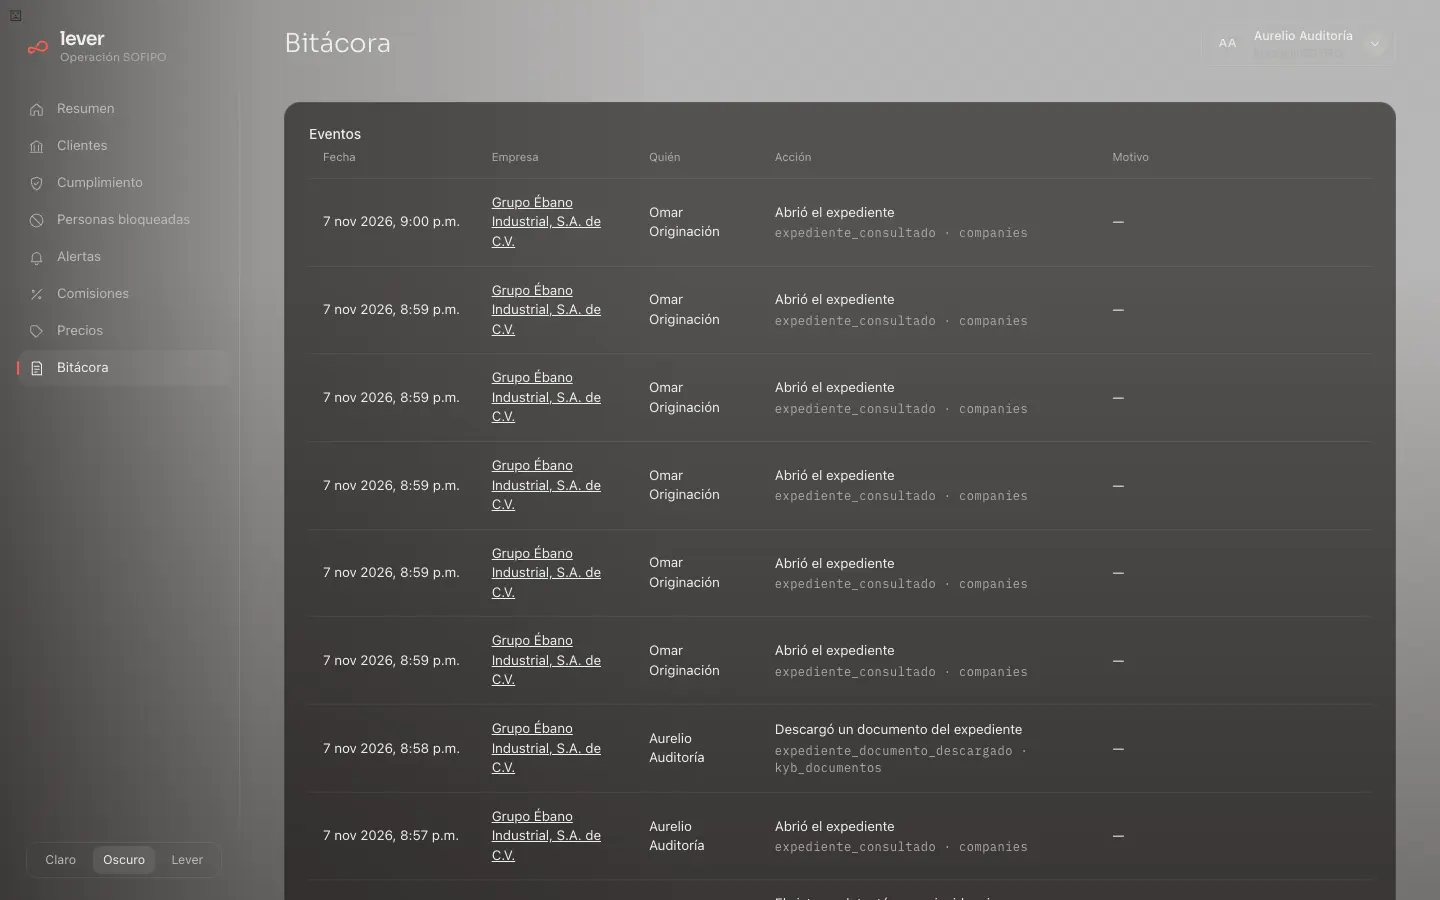 lever
Operación SOFIPO
Resumen
Clientes
Cumplimiento
Personas bloqueadas
Alertas
Comisiones
Precios
Bitácora
Claro
Oscuro
Lever
Bitácora
AA
Aurelio Auditoría
Eventos
Fecha
Empresa
Quién
Acción
Motivo
7 nov 2026, 9:00 p.m.
Grupo Ébano
Industrial, S.A. de
C.V.
Omar
Originación
Abrió el expediente
expediente_consultado · companies
—
7 nov 2026, 8:59 p.m.
Grupo Ébano
Industrial, S.A. de
C.V.
Omar
Originación
Abrió el expediente
expediente_consultado · companies
—
7 nov 2026, 8:59 p.m.
Grupo Ébano
Industrial, S.A. de
C.V.
Omar
Originación
Abrió el expediente
expediente_consultado · companies
—
7 nov 2026, 8:59 p.m.
Grupo Ébano
Industrial, S.A. de
C.V.
Omar
Originación
Abrió el expediente
expediente_consultado · companies
—
7 nov 2026, 8:59 p.m.
Grupo Ébano
Industrial, S.A. de
C.V.
Omar
Originación
Abrió el expediente
expediente_consultado · companies
—
7 nov 2026, 8:59 p.m.
Grupo Ébano
Industrial, S.A. de
C.V.
Omar
Originación
Abrió el expediente
expediente_consultado · companies
—
7 nov 2026, 8:58 p.m.
Grupo Ébano
Industrial, S.A. de
C.V.
Aurelio
Auditoría
Descargó un documento del expediente
expediente_documento_descargado ·
kyb_documentos
—
7 nov 2026, 8:57 p.m.
Grupo Ébano
Industrial, S.A. de
C.V.
Aurelio
Auditoría
Abrió el expediente
expediente_consultado · companies
—